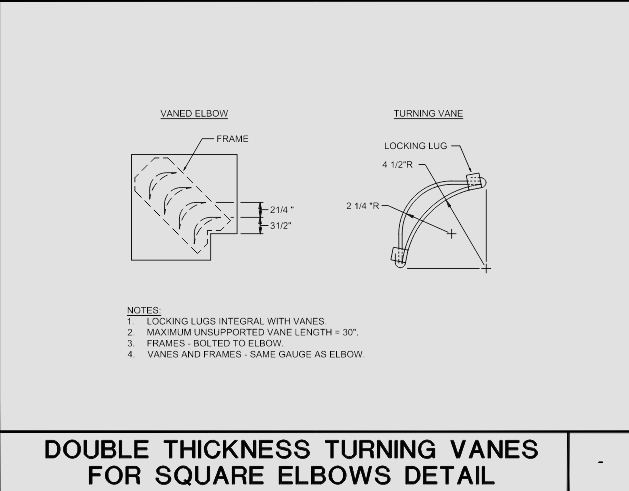 VANED ELBOW
TURNING VANE
FRAME
LOCKING LUG
4 1/2"R
2 1/4 "R
21/4 "
31/2"
NOTES:
1. LOCKING LUGS INTEGRAL WITH VANES.
2. MAXIMUM UNSUPPORTED VANE LENGTH = 30".
3. FRAMES - BOLTED TO ELBOW.
4. VANES AND FRAMES - SAME GAUGE AS ELBOW.
DOUBLE THICKNESS TURNING VANES
FOR SQUARE ELBOWS DETAIL
-